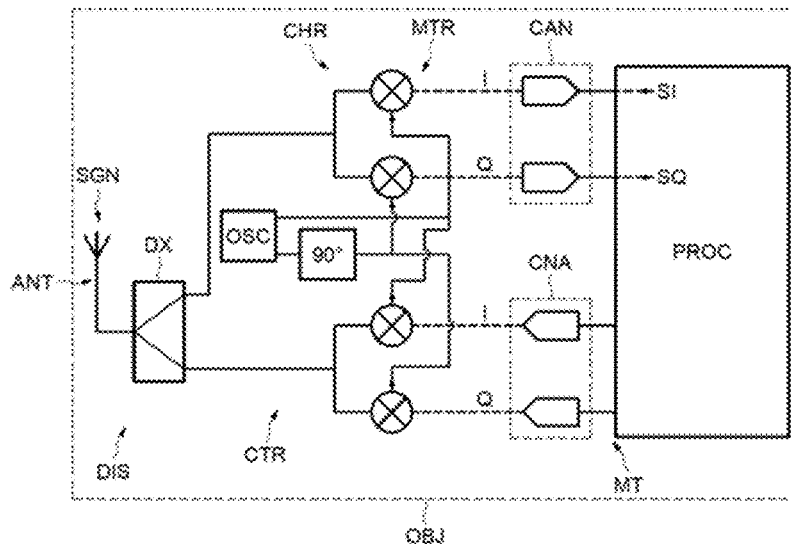 CHR MTR CAN
I SI
SGN
Q SQ
DX OSC 90° PROC
ANT CNA
I
Q
DIS CTR MT
OBJ